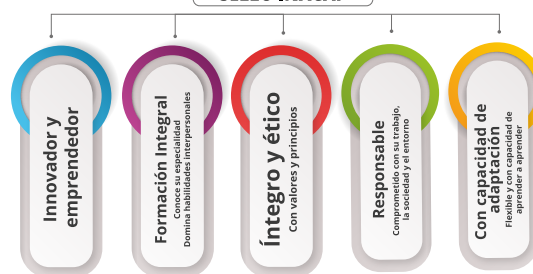 Innovador y
emprendedor
Formación Integral
Conoce su especialidad
Domina habilidades interpersonales
Íntegro y ético
Con valores y principios
Responsable
Comprometido con su trabajo,
la sociedad y el entorno
Con capacidad de
adaptación
Flexible y con capacidad de
aprender a aprender